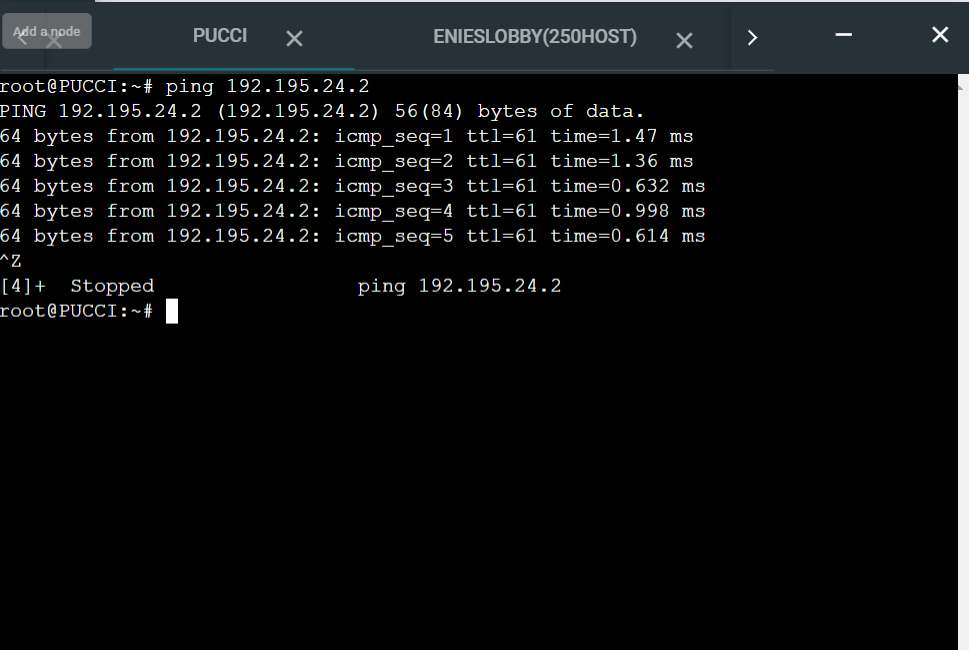 Add a node
PUCCI
ENIESLOBBY(250HOST)
root@PUCCI:~# ping 192.195.24.2
PING 192.195.24.2 (192.195.24.2) 56(84) bytes of data.
64 bytes from 192.195.24.2: icmp_seq=1 ttl=61 time=1.47 ms
64 bytes from 192.195.24.2: icmp_seq=2 ttl=61 time=1.36 ms
64 bytes from 192.195.24.2: icmp_seq=3 ttl=61 time=0.632 ms
64 bytes from 192.195.24.2: icmp_seq=4 ttl=61 time=0.998 ms
64 bytes from 192.195.24.2: icmp_seq=5 ttl=61 time=0.614 ms
^Z
[4]+  Stopped                 ping 192.195.24.2
root@PUCCI:~#